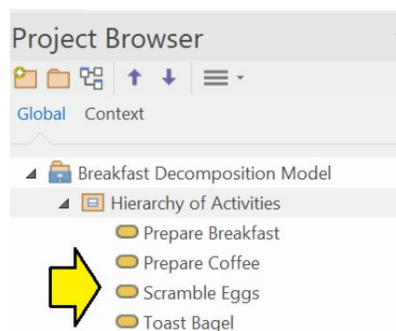 Project Browser
Global Context
Breakfast Decomposition Model
Hierarchy of Activities
Prepare Breakfast
Prepare Coffee
Scramble Eggs
Toast Bagel